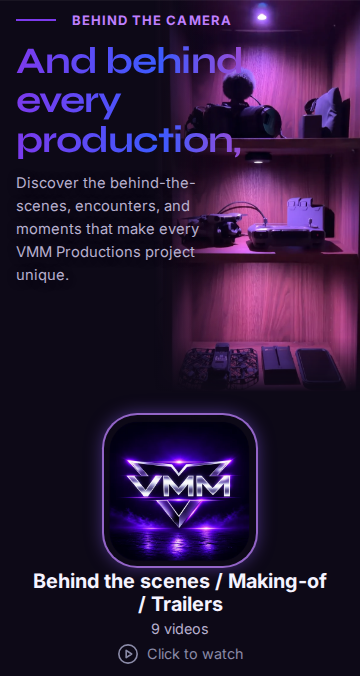 BEHIND THE CAMERA
And behind
every
production,
Discover the behind-the-
scenes, encounters, and
moments that make every
VMM Productions project
unique.
VMM
Behind the scenes / Making-of
/ Trailers
9 videos
Click to watch